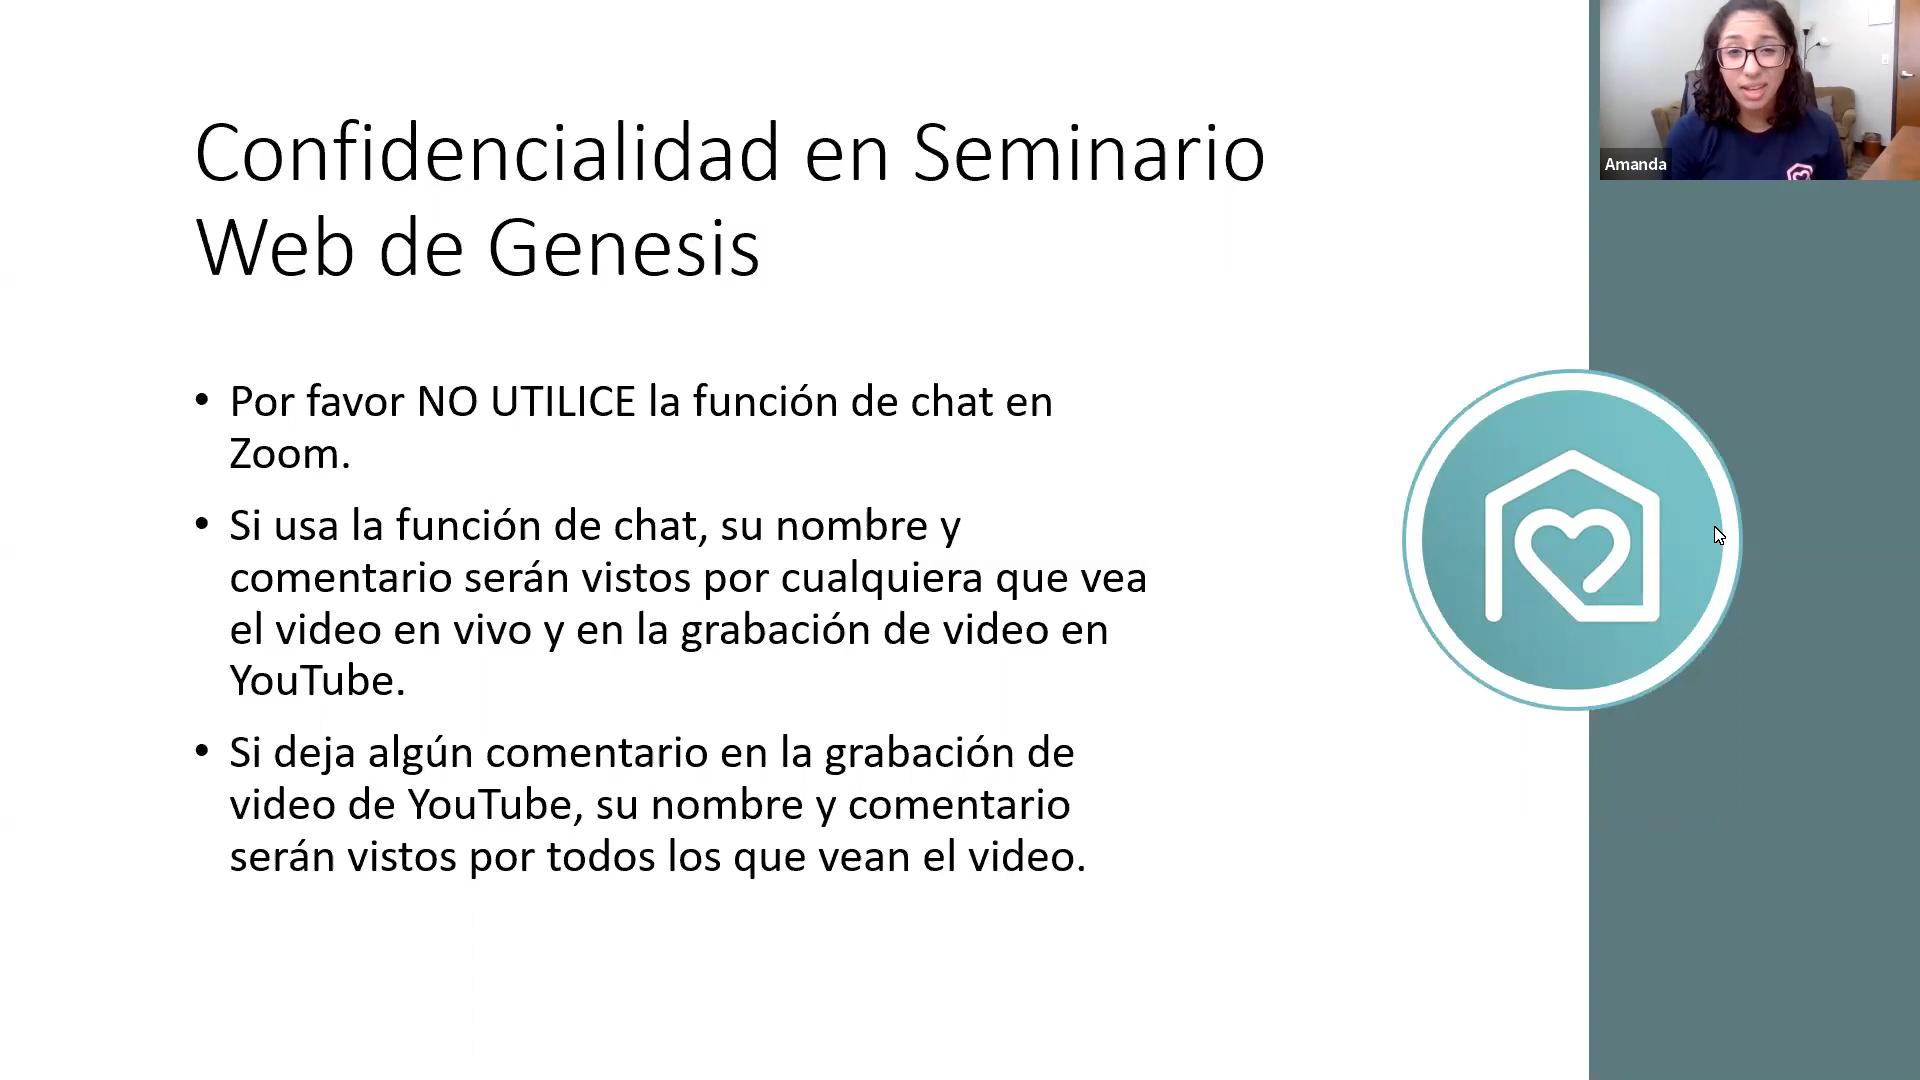 Confidencialidad en Seminario
Web de Genesis
• Por favor NO UTILICE la función de chat en
Zoom.
• Si usa la función de chat, su nombre y
comentario serán vistos por cualquiera que vea
el video en vivo y en la grabación de video en
YouTube.
• Si deja algún comentario en la grabación de
video de YouTube, su nombre y comentario
serán vistos por todos los que vean el video.
Amanda